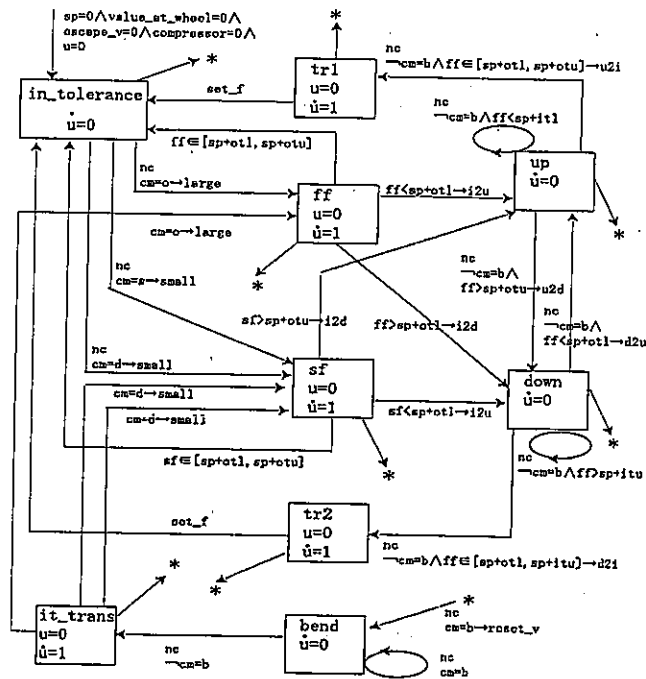 sp=0∧value_at_wheel=0∧
ascape_v=0∧compressor=0∧
u=0
*
*
nc
¬cm=b∧ff∈[sp+otl, sp+otu]→u2i
tr1
u=0
u̇=1
set_f
in_tolerance
u̇=0
nc
¬cm=b∧ff<sp+itl
ff∈[sp+otl, sp+otu]
up
u̇=0
nc
cm=o→large
ff
u=0
u̇=1
ff<sp+otl→i2u
*
cm=o→large
*
nc
cm=s→small
nc
¬cm=b∧
ff>sp+otu→u2d
sf>sp+otu→i2d
ff>sp+otl→i2d
nc
¬cm=b∧
ff<sp+otl→d2u
nc
cm=d→small
sf
u=0
u̇=1
down
u̇=0
cm=d→small
cm=d→small
sf<sp+otl→i2u
*
sf∈[sp+otl, sp+otu]
*
nc
¬cm=b∧ff>sp+itu
tr2
u=0
u̇=1
set_f
nc
¬cm=b∧ff∈[sp+otl, sp+itu]→d2i
*
*
it_trans
u=0
u̇=1
*
nc
cm=b→roset_v
bend
u̇=0
nc
¬cm=b
nc
cm=b